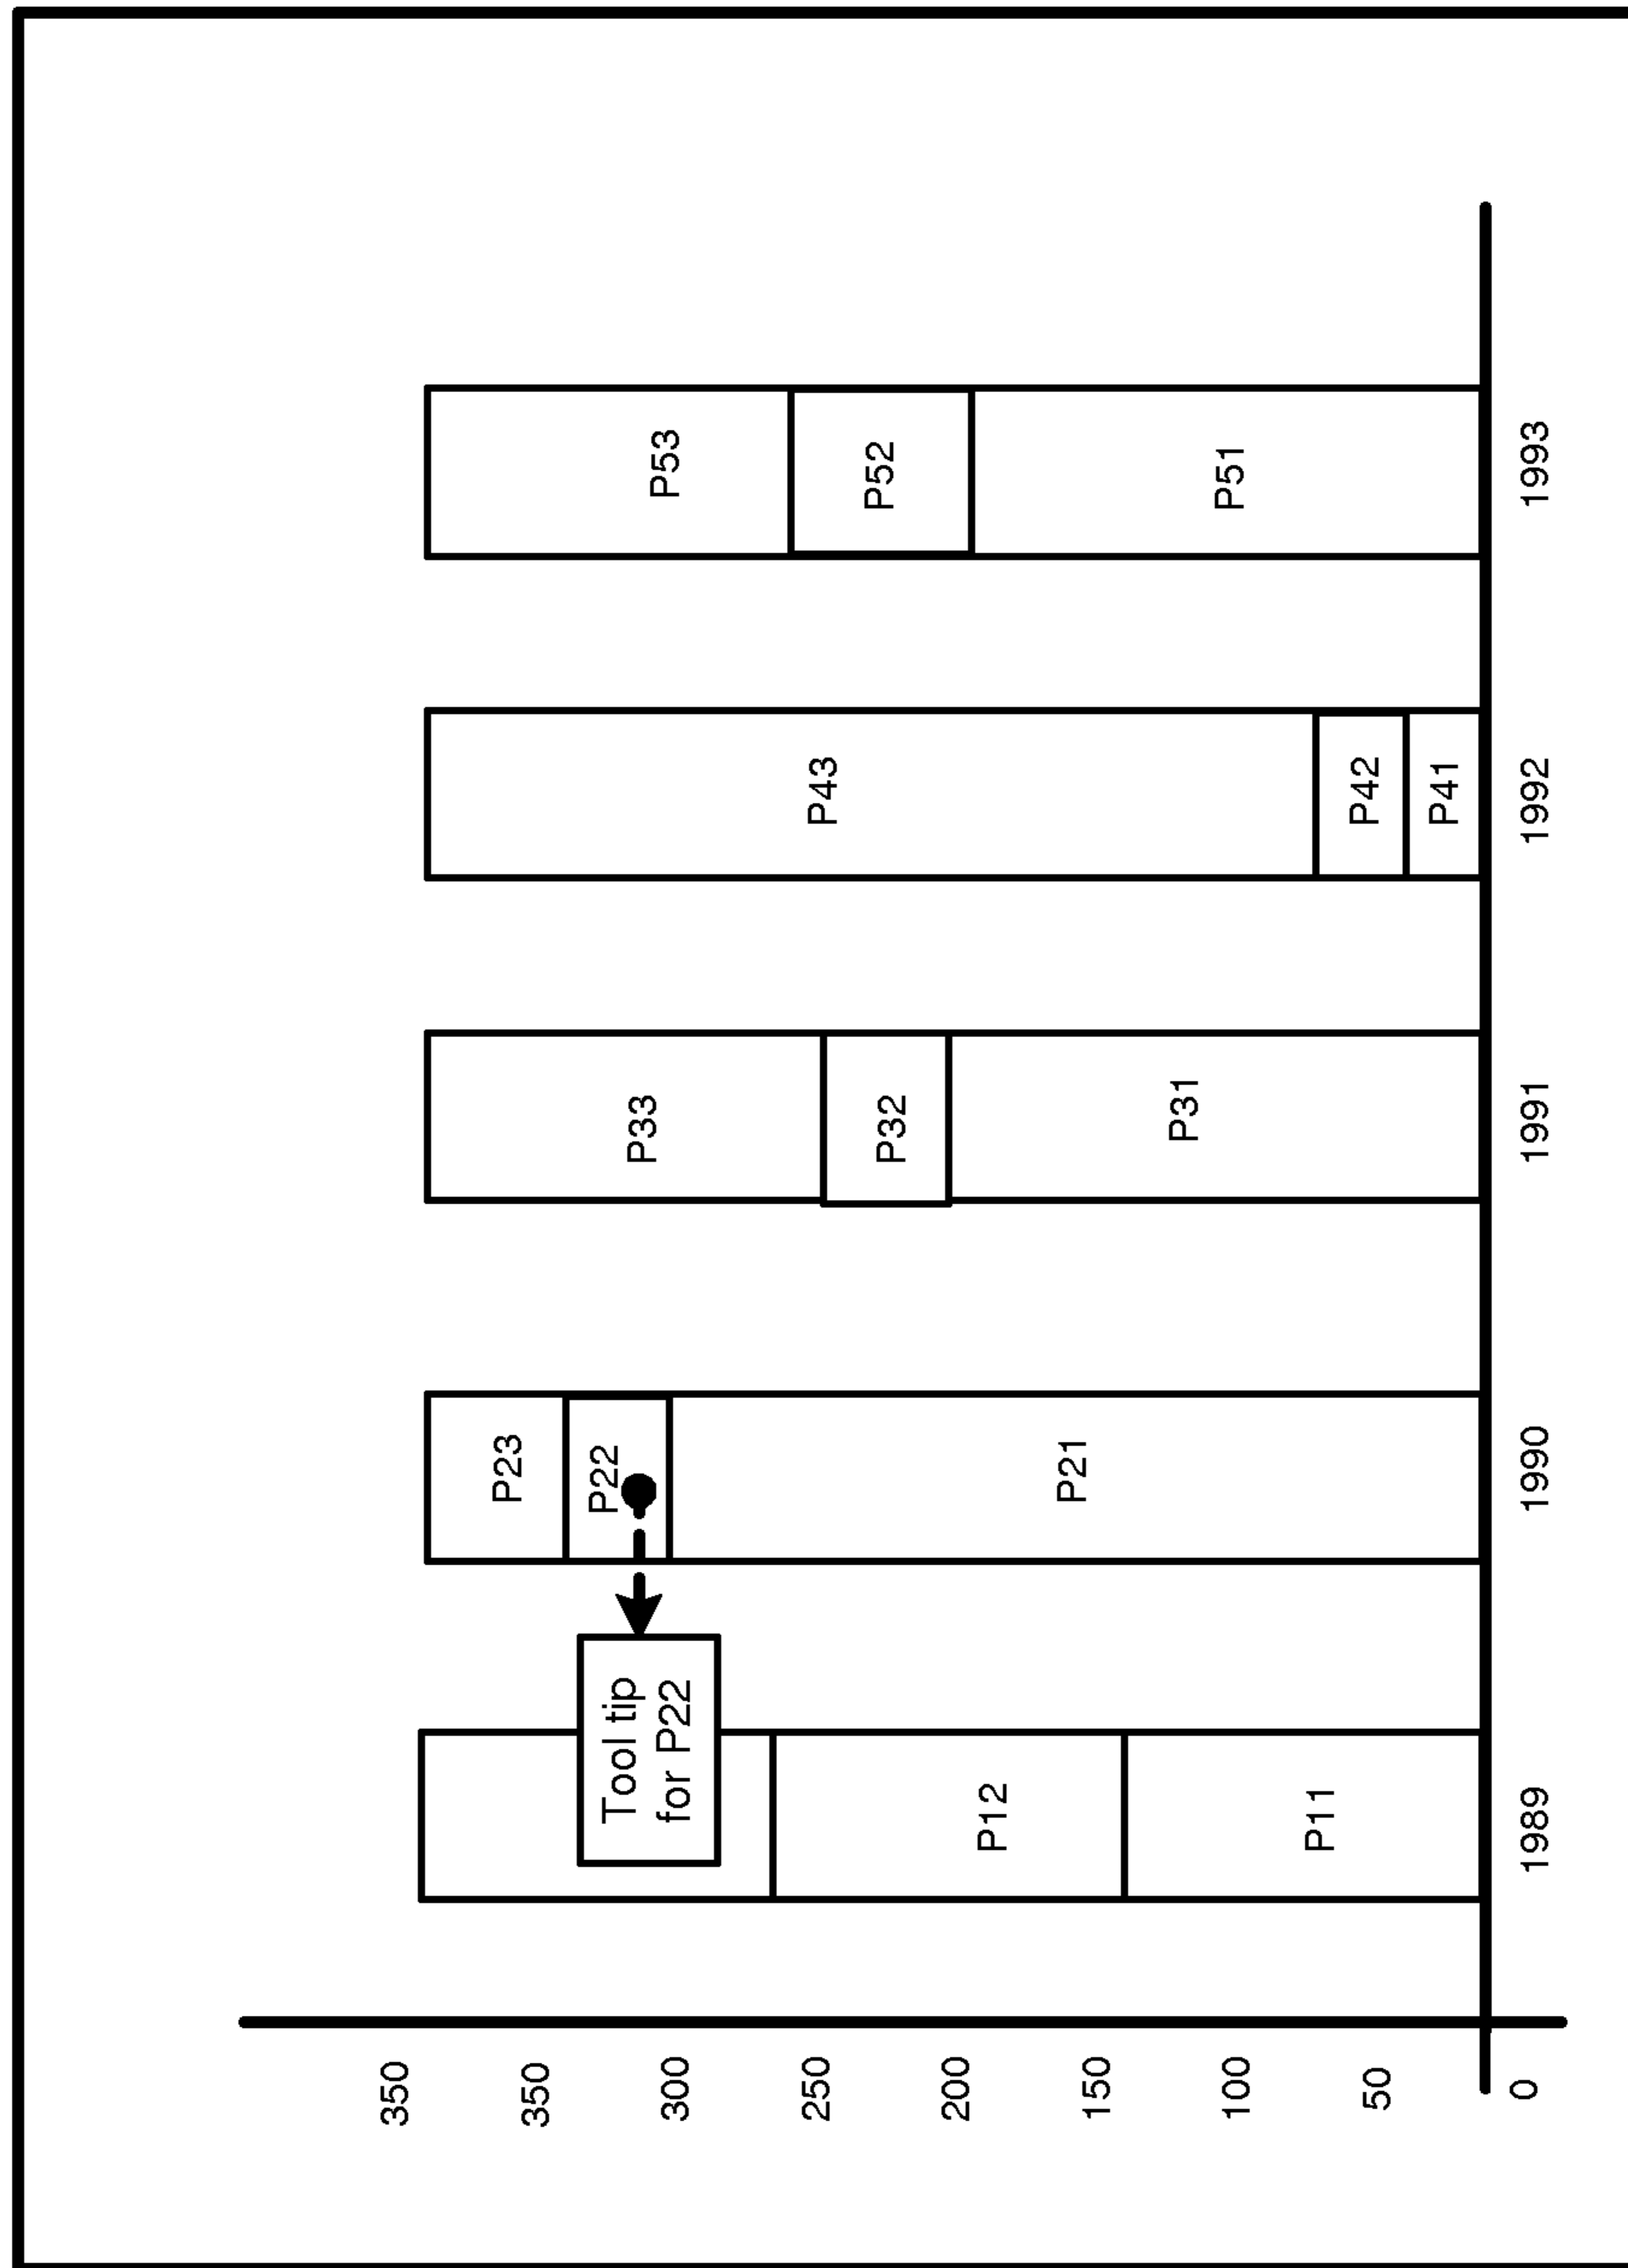 350
350
300
250
200
150
100
50
0
Tool tip
for P22
P12
P11
P23
P22
P21
P33
P32
P31
P43
P42
P41
P53
P52
P51
1989
1990
1991
1992
1993